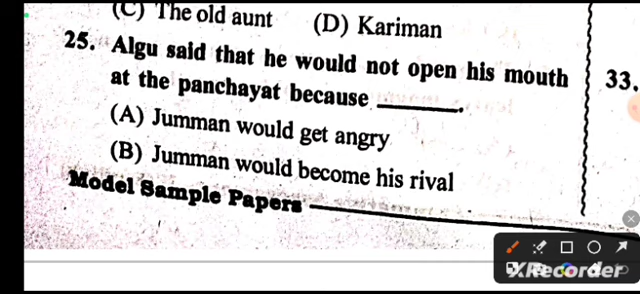 (C) The old aunt (D) Kariman
25. Algu said that he would not open his mouth
at the panchayat because ______.
(A) Jumman would get angry
(B) Jumman would become his rival
Model Sample Papers
33.
XRecorder